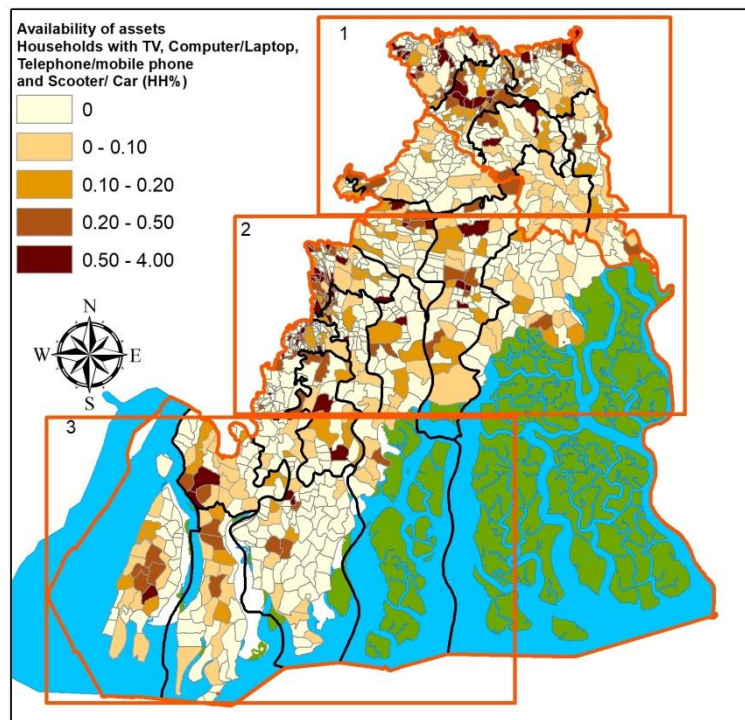 Availability of assets
Households with TV, Computer/Laptop,
Telephone/mobile phone
and Scooter/ Car (HH%)
0
0 - 0.10
0.10 - 0.20
0.20 - 0.50
0.50 - 4.00
1
2
3
N
W E
S